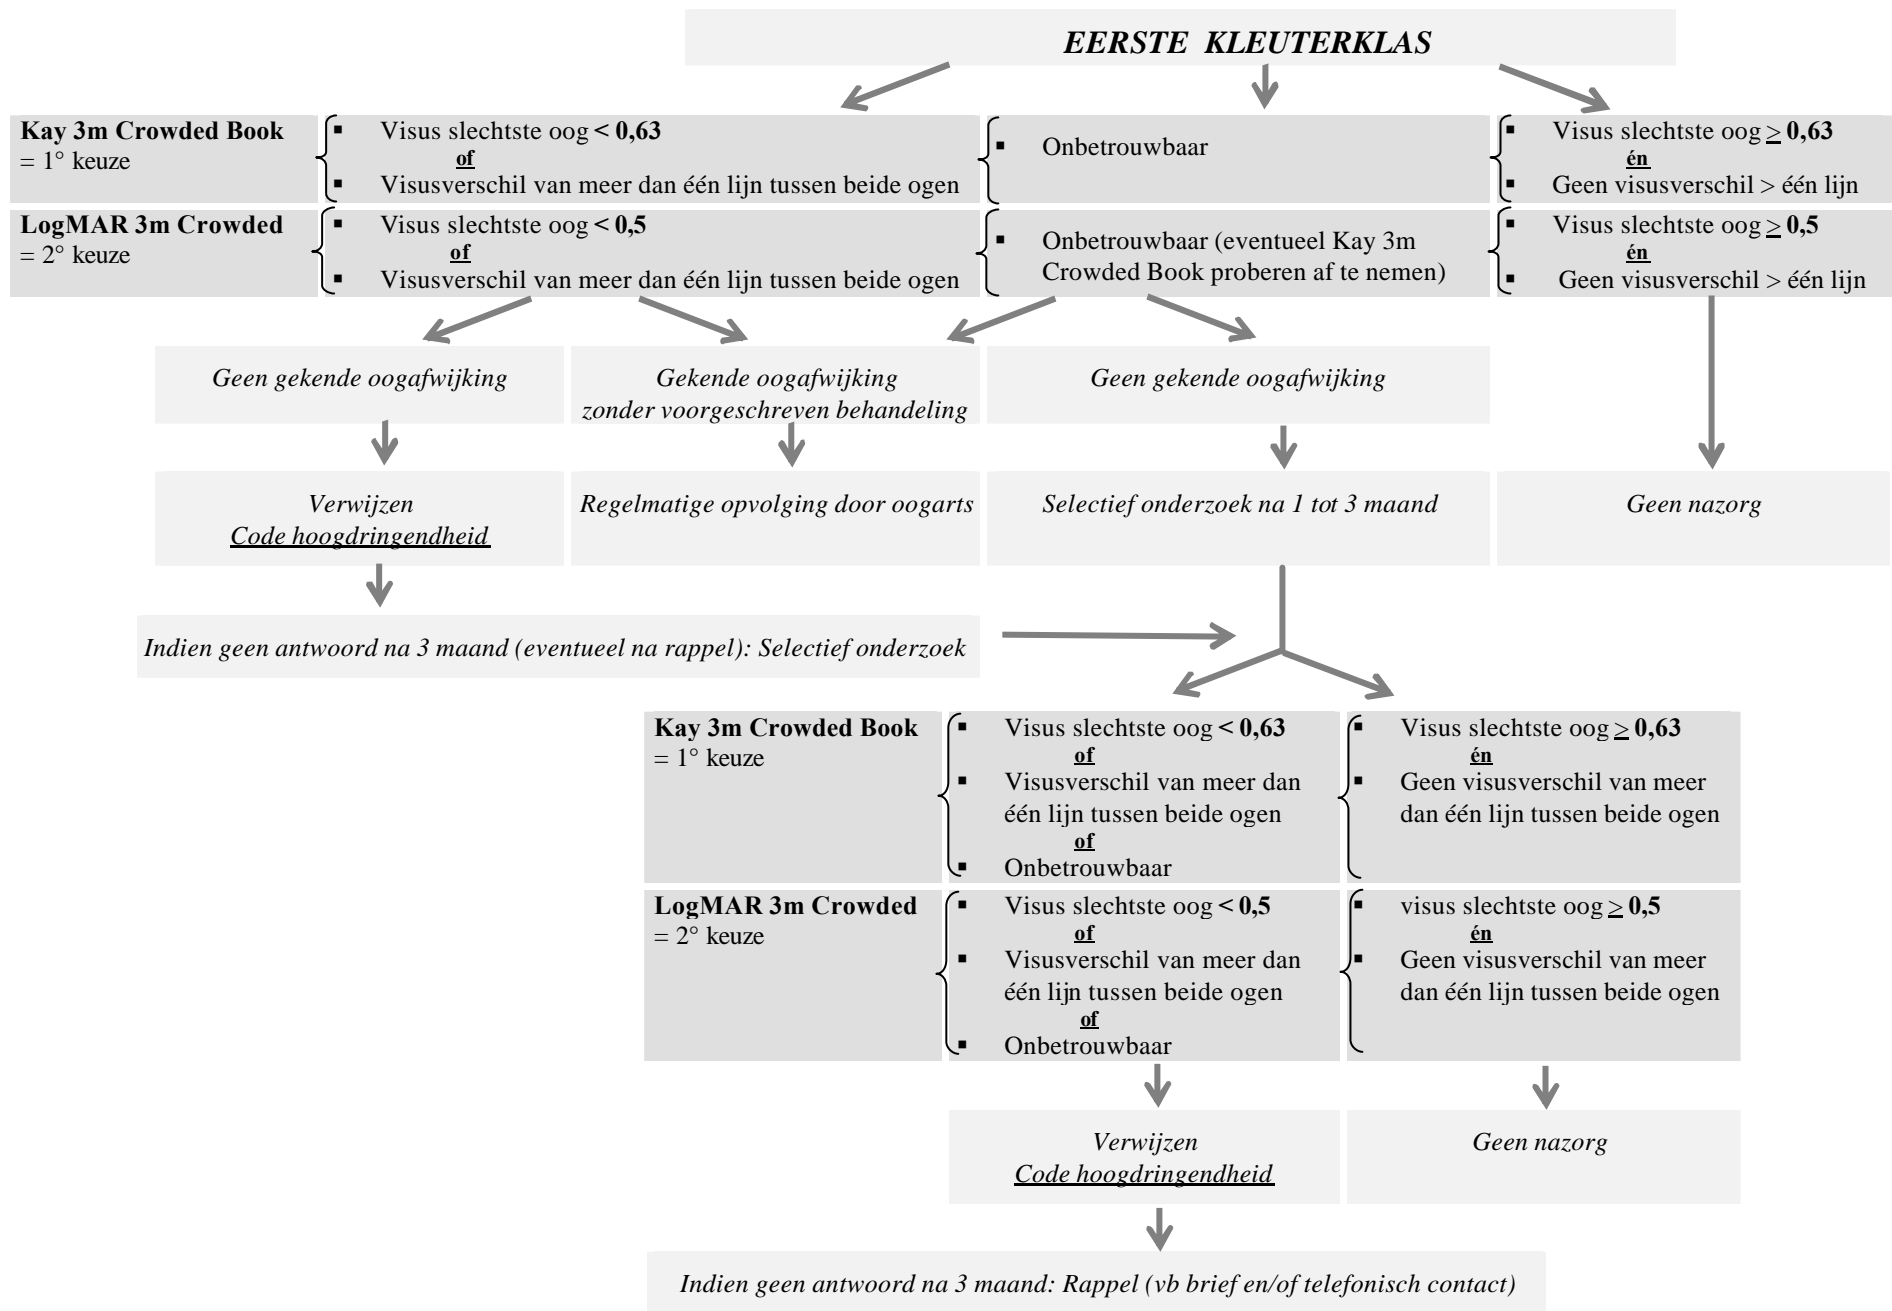 EERSTE KLEUTERKLAS
Kay 3m Crowded Book
= 1° keuze
▪ Visus slechtste oog < 0,63
of
▪ Visusverschil van meer dan één lijn tussen beide ogen
▪ Onbetrouwbaar
▪ Visus slechtste oog ≥ 0,63
én
▪ Geen visusverschil > één lijn
LogMAR 3m Crowded
= 2° keuze
▪ Visus slechtste oog < 0,5
of
▪ Visusverschil van meer dan één lijn tussen beide ogen
▪ Onbetrouwbaar (eventueel Kay 3m
Crowded Book proberen af te nemen)
▪ Visus slechtste oog ≥ 0,5
én
▪ Geen visusverschil > één lijn
Geen gekende oogafwijking
Gekende oogafwijking
zonder voorgeschreven behandeling
Geen gekende oogafwijking
Verwijzen
Code hoogdringendheid
Regelmatige opvolging door oogarts
Selectief onderzoek na 1 tot 3 maand
Geen nazorg
Indien geen antwoord na 3 maand (eventueel na rappel): Selectief onderzoek
Kay 3m Crowded Book
= 1° keuze
▪ Visus slechtste oog < 0,63
of
▪ Visusverschil van meer dan
één lijn tussen beide ogen
of
▪ Onbetrouwbaar
▪ Visus slechtste oog ≥ 0,63
én
▪ Geen visusverschil van meer
dan één lijn tussen beide ogen
LogMAR 3m Crowded
= 2° keuze
▪ Visus slechtste oog < 0,5
of
▪ Visusverschil van meer dan
één lijn tussen beide ogen
of
▪ Onbetrouwbaar
▪ visus slechtste oog ≥ 0,5
én
▪ Geen visusverschil van meer
dan één lijn tussen beide ogen
Verwijzen
Code hoogdringendheid
Geen nazorg
Indien geen antwoord na 3 maand: Rappel (vb brief en/of telefonisch contact)